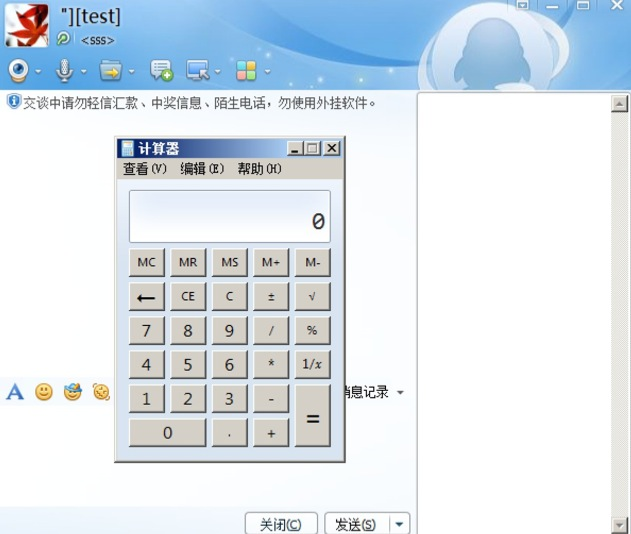 "][test]
<sss>
交谈中请勿轻信汇款、中奖信息、陌生电话，勿使用外挂软件。
计算器
查看(V) 编辑(E) 帮助(H)
0
MC MR MS M+ M-
← CE C ± √
7 8 9 / %
4 5 6 * 1/x
A 息记录
1 2 3 - =
0 . +
关闭(C) 发送(S)